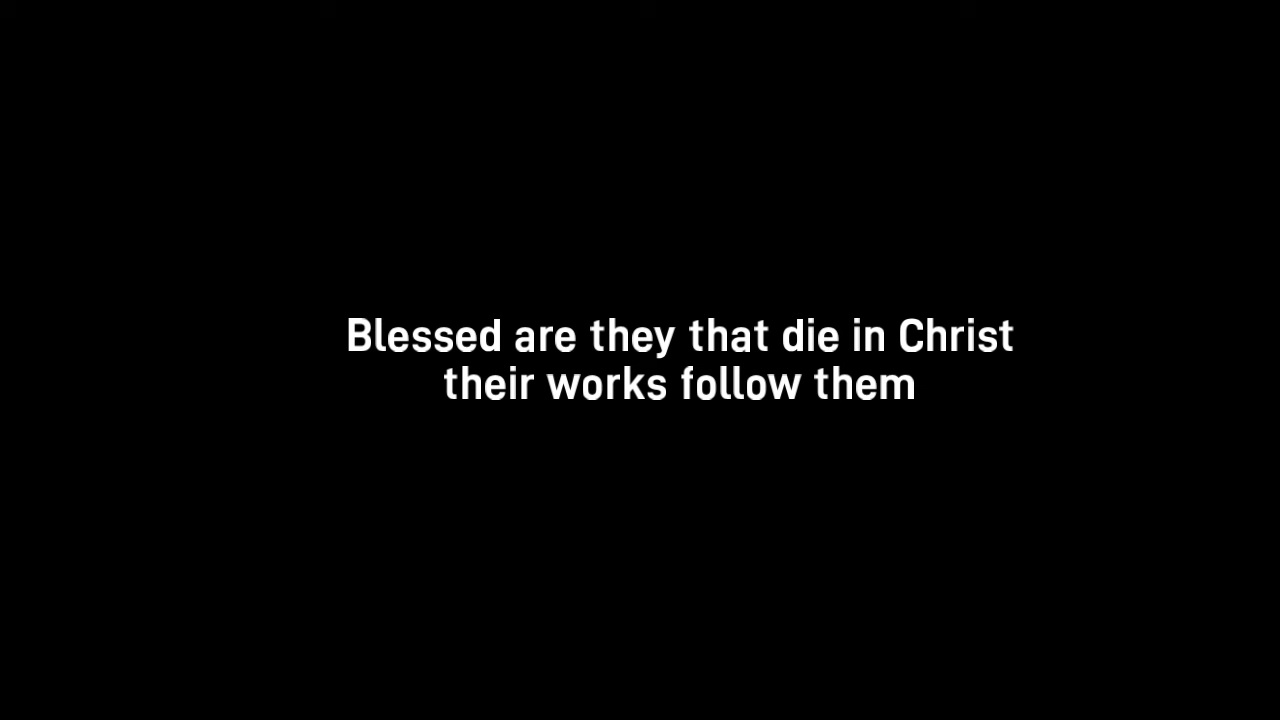 Blessed are they that die in Christ
their works follow them